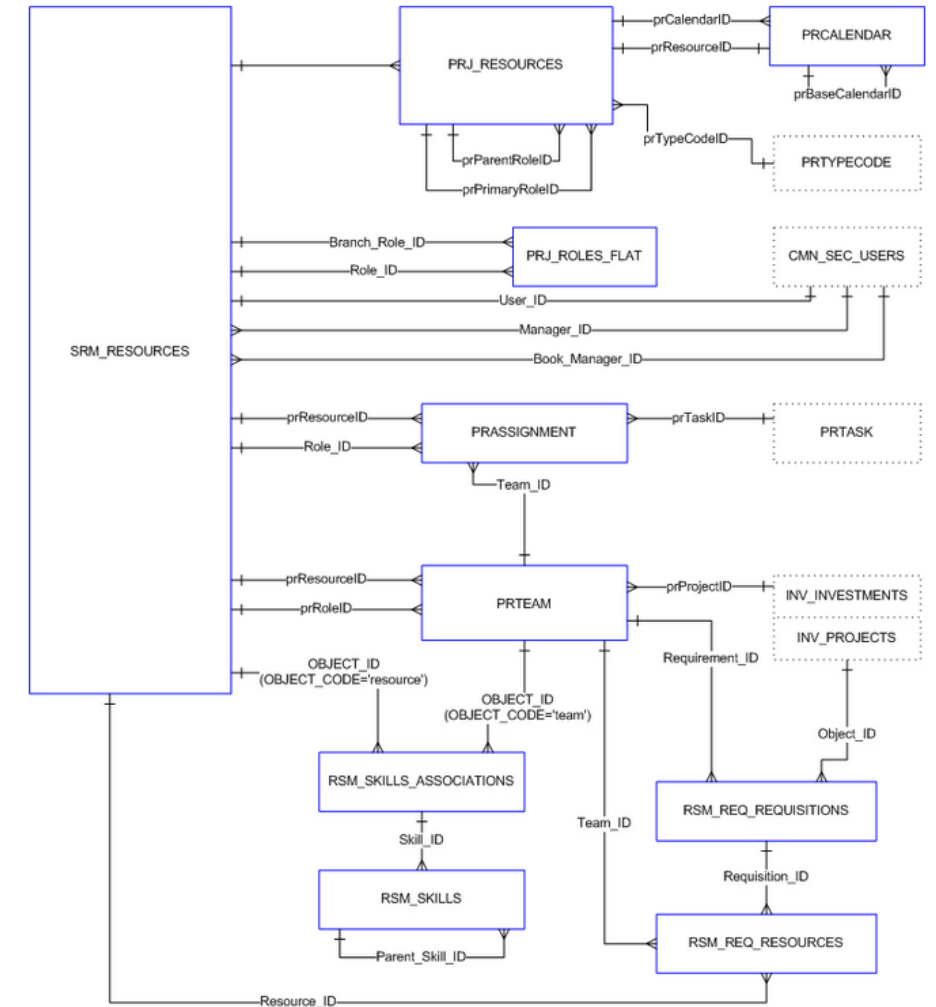 prCalendarID
PRCALENDAR
prResourceID
PRJ_RESOURCES
prBaseCalendarID
prTypeCodeID
prParentRoleID
PRTYPECODE
prPrimaryRoleID
Branch_Role_ID
PRJ_ROLES_FLAT
CMN_SEC_USERS
Role_ID
User_ID
Manager_ID
SRM_RESOURCES
Book_Manager_ID
prResourceID
prTaskID
PRASSIGNMENT
PRTASK
Role_ID
Team_ID
prResourceID
prProjectID
INV_INVESTMENTS
PRTEAM
prRoleID
INV_PROJECTS
Requirement_ID
OBJECT_ID
(OBJECT_CODE='resource')
OBJECT_ID
(OBJECT_CODE='team')
Object_ID
RSM_SKILLS_ASSOCIATIONS
RSM_REQ_REQUISITIONS
Team_ID
Skill_ID
Requisition_ID
RSM_SKILLS
RSM_REQ_RESOURCES
Parent_Skill_ID
Resource_ID